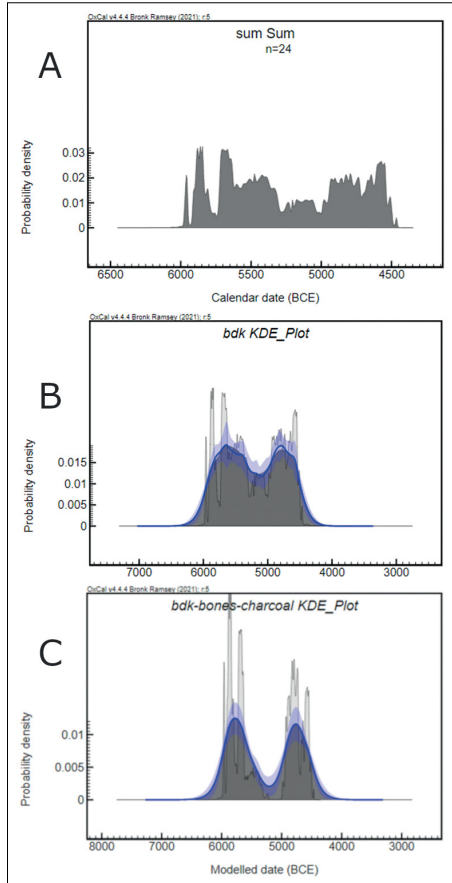 OxCal v4.4.4 Bronk Ramsey (2021); r:5
A
sum Sum
n=24
Probability density
0.03
0.02
0.01
0
6500 6000 5500 5000 4500
Calendar date (BCE)
OxCal v4.4.4 Bronk Ramsey (2021); r:5
B
bdk KDE_Plot
Probability density
0.015
0.01
0.005
0
7000 6000 5000 4000 3000
OxCal v4.4.4 Bronk Ramsey (2021); r:5
C
bdk-bones-charcoal KDE_Plot
Probability density
0.01
0.005
0
8000 7000 6000 5000 4000 3000
Modelled date (BCE)